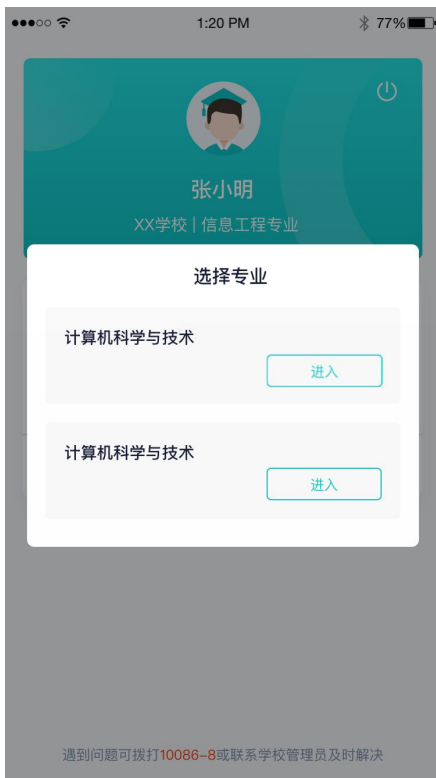 1:20 PM 77%
张小明
XX学校 | 信息工程专业
选择专业
计算机科学与技术
进入
计算机科学与技术
进入
遇到问题可拨打10086-8或联系学校管理员及时解决